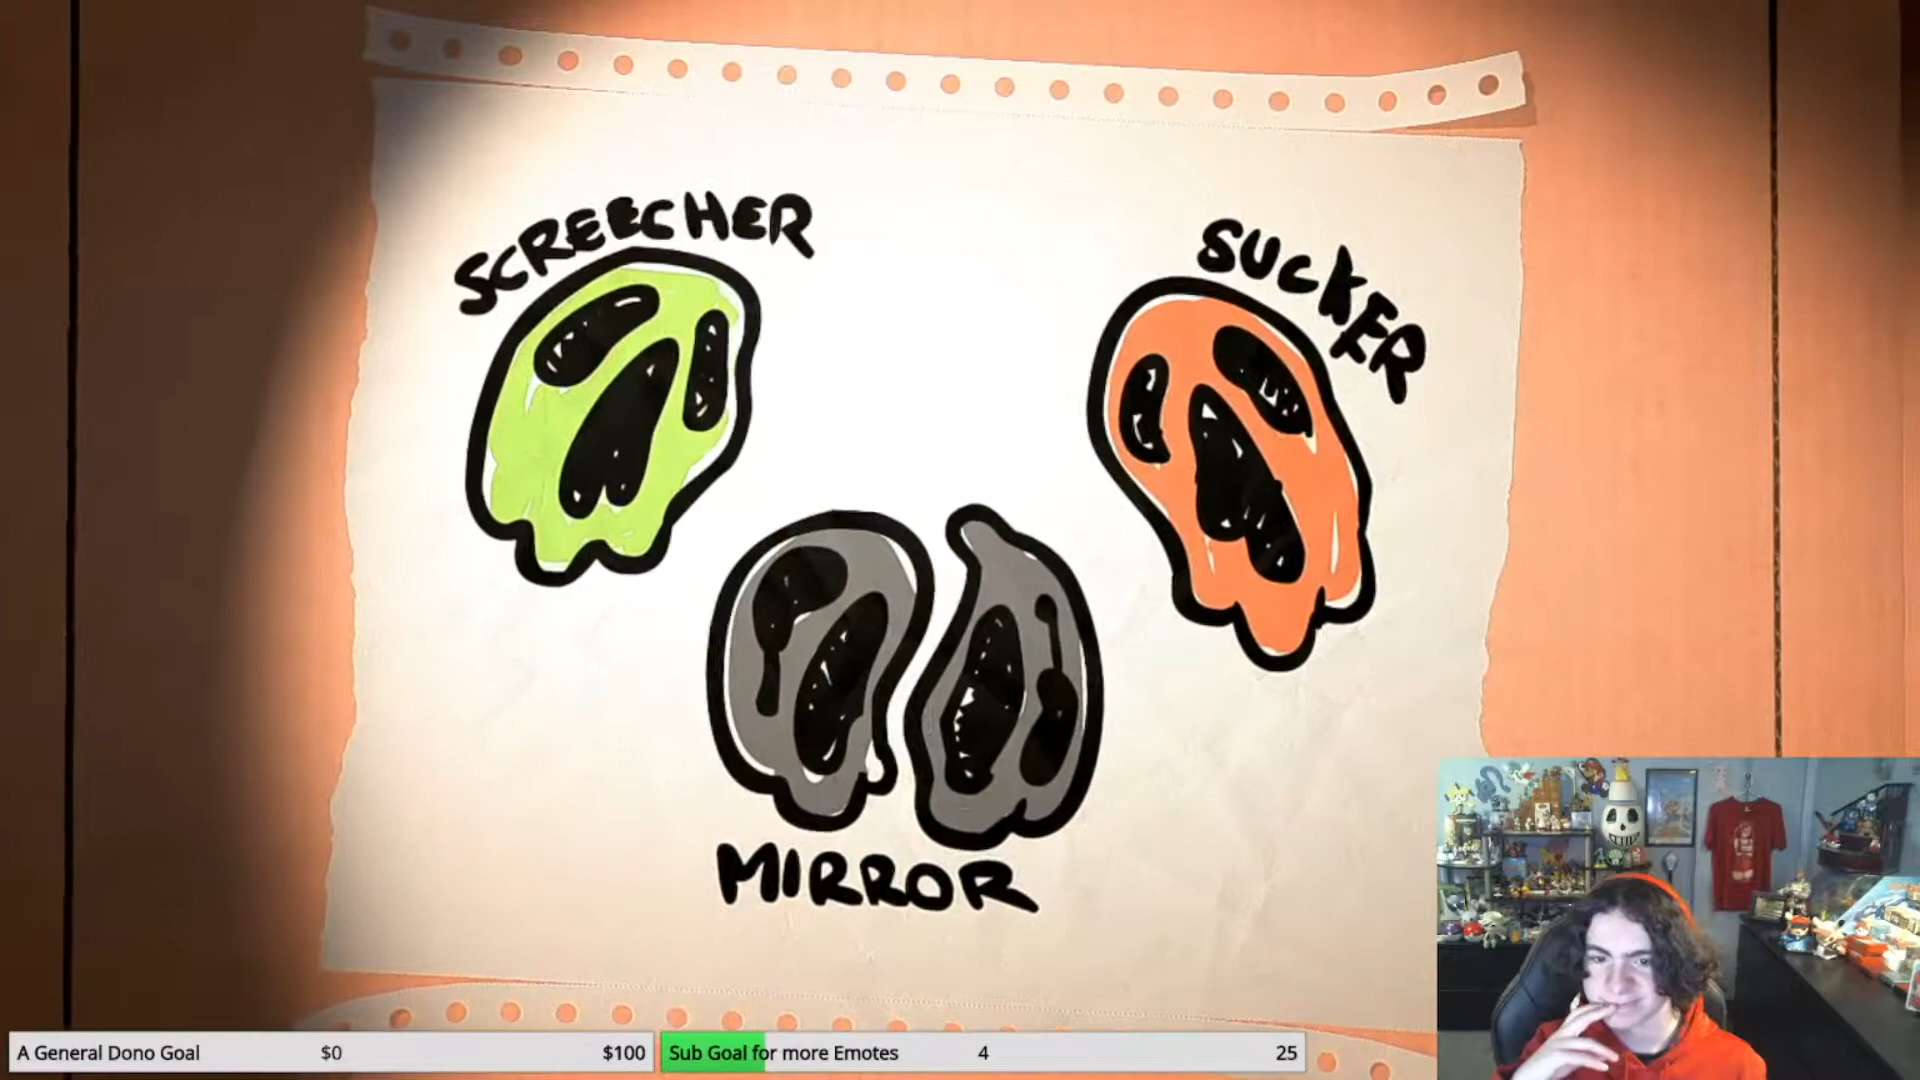 SCREECHER
SUCKER
MIRROR
A General Dono Goal $0 $100
Sub Goal for more Emotes 4 25